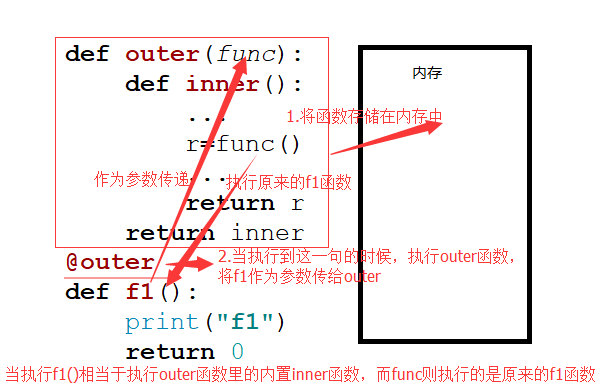 def outer(func):
def inner():
内存
...
1.将函数存储在内存中
r=func()
作为参数传递
...
执行原来的f1函数
return r
return inner
@outer
2.当执行到这一句的时候，执行outer函数，
将f1作为参数传给outer
def f1():
print("f1")
return 0
当执行f1()相当于执行outer函数里的内置inner函数，而func则执行的是原来的f1函数